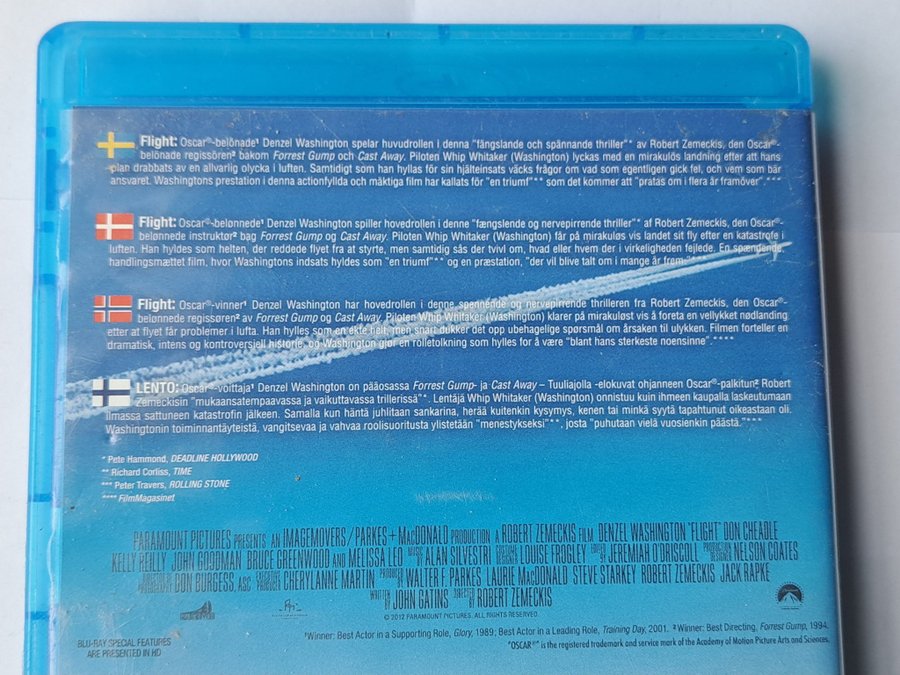 Flight: Oscar®-belönade¹ Denzel Washington spelar huvudrollen i denna "fängslande och spännande thriller"* av Robert Zemeckis, den Oscar®-
belönade regissören² bakom Forrest Gump och Cast Away. Piloten Whip Whitaker (Washington) lyckas med en mirakulös landning efter att hans
plan drabbats av en allvarlig olycka i luften. Samtidigt som han hyllas för sin hjälteinsats väcks frågor om vad som egentligen gick fel, och vem som bär
ansvaret. Washingtons prestation i denna actionfyllda och mäktiga film har kallats för "en triumf"** som det kommer att "pratas om i flera år framöver".***
Flight: Oscar®-belønnede¹ Denzel Washington spiller hovedrollen i denne "fængslende og nervepirrende thriller"* af Robert Zemeckis, den Oscar®-
belønnede instruktør² bag Forrest Gump og Cast Away. Piloten Whip Whitaker (Washington) får på mirakuløs vis landet sit fly efter en katastrofe i
luften. Han hyldes som helten, der reddede flyet fra at styrte, men samtidig sås der tvivl om, hvad eller hvem der i virkeligheden fejlede. En spændende,
handlingsmættet film, hvor Washingtons indsats hyldes som "en triumf"** og en præstation, "der vil blive talt om i mange år frem."***
Flight: Oscar®-vinner¹ Denzel Washington har hovedrollen i denne spennende og nervepirrende thrilleren fra Robert Zemeckis, den Oscar®-
belønnede regissøren² av Forrest Gump og Cast Away. Piloten Whip Whitaker (Washington) klarer på mirakuløst vis å foreta en vellykket nødlanding
etter at flyet får problemer i lufta. Han hylles som en ekte helt, men snart dukker det opp ubehagelige spørsmål om årsaken til ulykken. Filmen forteller en
dramatisk, intens og kontroversjell historie, og Washington gjør en rolletolkning som hylles for å være "blant hans sterkeste noensinne".****
LENTO: Oscar®-voittaja¹ Denzel Washington on pääosassa Forrest Gump- ja Cast Away – Tuuliajolla -elokuvat ohjanneen Oscar®-palkitun² Robert
Zemeckisin "mukaansatempaavassa ja vaikuttavassa trillerissä"*. Lentäjä Whip Whitaker (Washington) onnistuu kuin ihmeen kaupalla laskeutumaan
ilmassa sattuneen katastrofin jälkeen. Samalla kun häntä juhlitaan sankarina, herää kuitenkin kysymys, kenen tai minkä syytä tapahtunut oikeastaan oli.
Washingtonin toiminnantäyteistä, vangitsevaa ja vahvaa roolisuoritusta ylistetään "menestykseksi"**, josta "puhutaan vielä vuosienkin päästä."***
* Pete Hammond, DEADLINE HOLLYWOOD
** Richard Corliss, TIME
*** Peter Travers, ROLLING STONE
**** FilmMagasinet
PARAMOUNT PICTURES PRESENTS AN IMAGEMOVERS / PARKES + MACDONALD PRODUCTION A ROBERT ZEMECKIS FILM DENZEL WASHINGTON "FLIGHT" DON CHEADLE
KELLY REILLY JOHN GOODMAN BRUCE GREENWOOD AND MELISSA LEO MUSIC BY ALAN SILVESTRI LOUISE FROGLEY EDITED BY JEREMIAH O'DRISCOLL PRODUCTION DESIGNER NELSON COATES
DON BURGESS, ASC CHERYLANNE MARTIN PRODUCED BY WALTER F. PARKES LAURIE MACDONALD STEVE STARKEY ROBERT ZEMECKIS JACK RAPKE
WRITTEN BY JOHN GATINS DIRECTED BY ROBERT ZEMECKIS
© 2012 PARAMOUNT PICTURES. ALL RIGHTS RESERVED.
¹Winner: Best Actor in a Supporting Role, Glory, 1989; Best Actor in a Leading Role, Training Day, 2001. ² Winner: Best Directing, Forrest Gump, 1994.
"OSCAR®" is the registered trademark and service mark of the Academy of Motion Picture Arts and Sciences.
BLU-RAY SPECIAL FEATURES
ARE PRESENTED IN HD